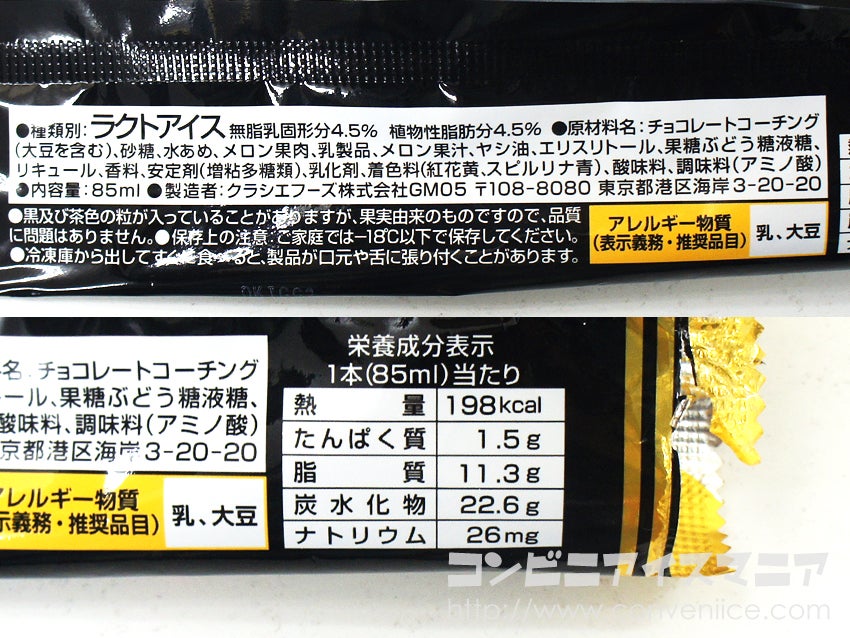 ●種類別:ラクトアイス 無脂乳固形分4.5% 植物性脂肪分4.5% ●原材料名:チョコレートコーチング
(大豆を含む)、砂糖、水あめ、メロン果肉、乳製品、メロン果汁、ヤシ油、エリスリトール、果糖ぶどう糖液糖、
リキュール、香料、安定剤(増粘多糖類)、乳化剤、着色料(紅花黄、スピルリナ青)、酸味料、調味料(アミノ酸)
●内容量:85ml ●製造者:クラシエフーズ株式会社GM05 〒108-8080 東京都港区海岸3-20-20
●黒及び茶色の粒が入っていることがありますが、果実由来のものですので、品質
に問題はありません。●保存上の注意:ご家庭では-18℃以下で保存してください。
●冷凍庫から出してすぐに食べると、製品が口元や舌に張り付くことがあります。
アレルギー物質
(表示義務・推奨品目)
乳、大豆
名:チョコレートコーチング
ール、果糖ぶどう糖液糖、
酸味料、調味料(アミノ酸)
京都港区海岸3-20-20
アレルギー物質
示義務・推奨品目)
乳、大豆
栄養成分表示
1本(85ml)当たり
熱量 198kcal
たんぱく質 1.5g
脂質 11.3g
炭水化物 22.6g
ナトリウム 26mg
コンビニアイスマニア
http://www.conveniice.com